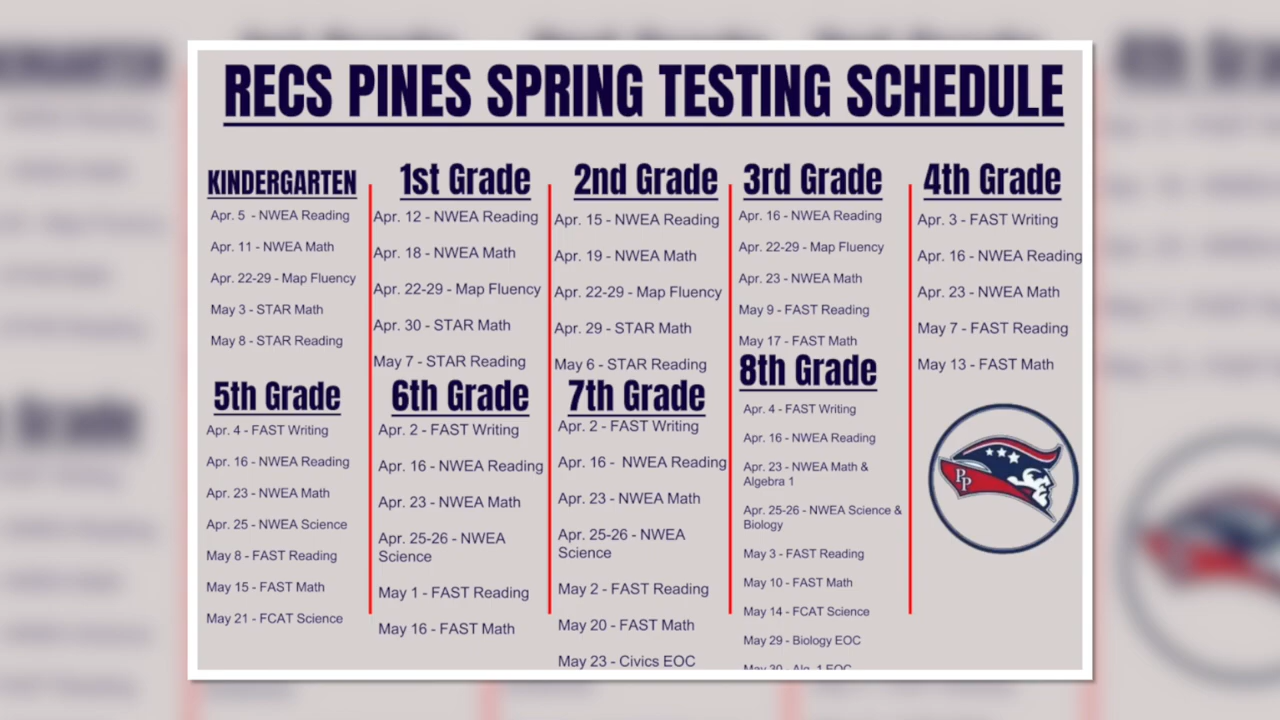 RECS PINES SPRING TESTING SCHEDULE
KINDERGARTEN
Apr. 5 - NWEA Reading
Apr. 11 - NWEA Math
Apr. 22-29 - Map Fluency
May 3 - STAR Math
May 8 - STAR Reading
1st Grade
Apr. 12 - NWEA Reading
Apr. 18 - NWEA Math
Apr. 22-29 - Map Fluency
Apr. 30 - STAR Math
May 7 - STAR Reading
2nd Grade
Apr. 15 - NWEA Reading
Apr. 19 - NWEA Math
Apr. 22-29 - Map Fluency
Apr. 29 - STAR Math
May 6 - STAR Reading
3rd Grade
Apr. 16 - NWEA Reading
Apr. 22-29 - Map Fluency
Apr. 23 - NWEA Math
May 9 - FAST Reading
May 17 - FAST Math
4th Grade
Apr. 3 - FAST Writing
Apr. 16 - NWEA Reading
Apr. 23 - NWEA Math
May 7 - FAST Reading
May 13 - FAST Math
5th Grade
Apr. 4 - FAST Writing
Apr. 16 - NWEA Reading
Apr. 23 - NWEA Math
Apr. 25 - NWEA Science
May 8 - FAST Reading
May 15 - FAST Math
May 21 - FCAT Science
6th Grade
Apr. 2 - FAST Writing
Apr. 16 - NWEA Reading
Apr. 23 - NWEA Math
Apr. 25-26 - NWEA
Science
May 1 - FAST Reading
May 16 - FAST Math
7th Grade
Apr. 2 - FAST Writing
Apr. 16 - NWEA Reading
Apr. 23 - NWEA Math
Apr. 25-26 - NWEA
Science
May 2 - FAST Reading
May 20 - FAST Math
May 23 - Civics EOC
8th Grade
Apr. 4 - FAST Writing
Apr. 16 - NWEA Reading
Apr. 23 - NWEA Math &
Algebra 1
Apr. 25-26 - NWEA Science &
Biology
May 3 - FAST Reading
May 10 - FAST Math
May 14 - FCAT Science
May 29 - Biology EOC
May 30 - Alg. 1 EOC
PP